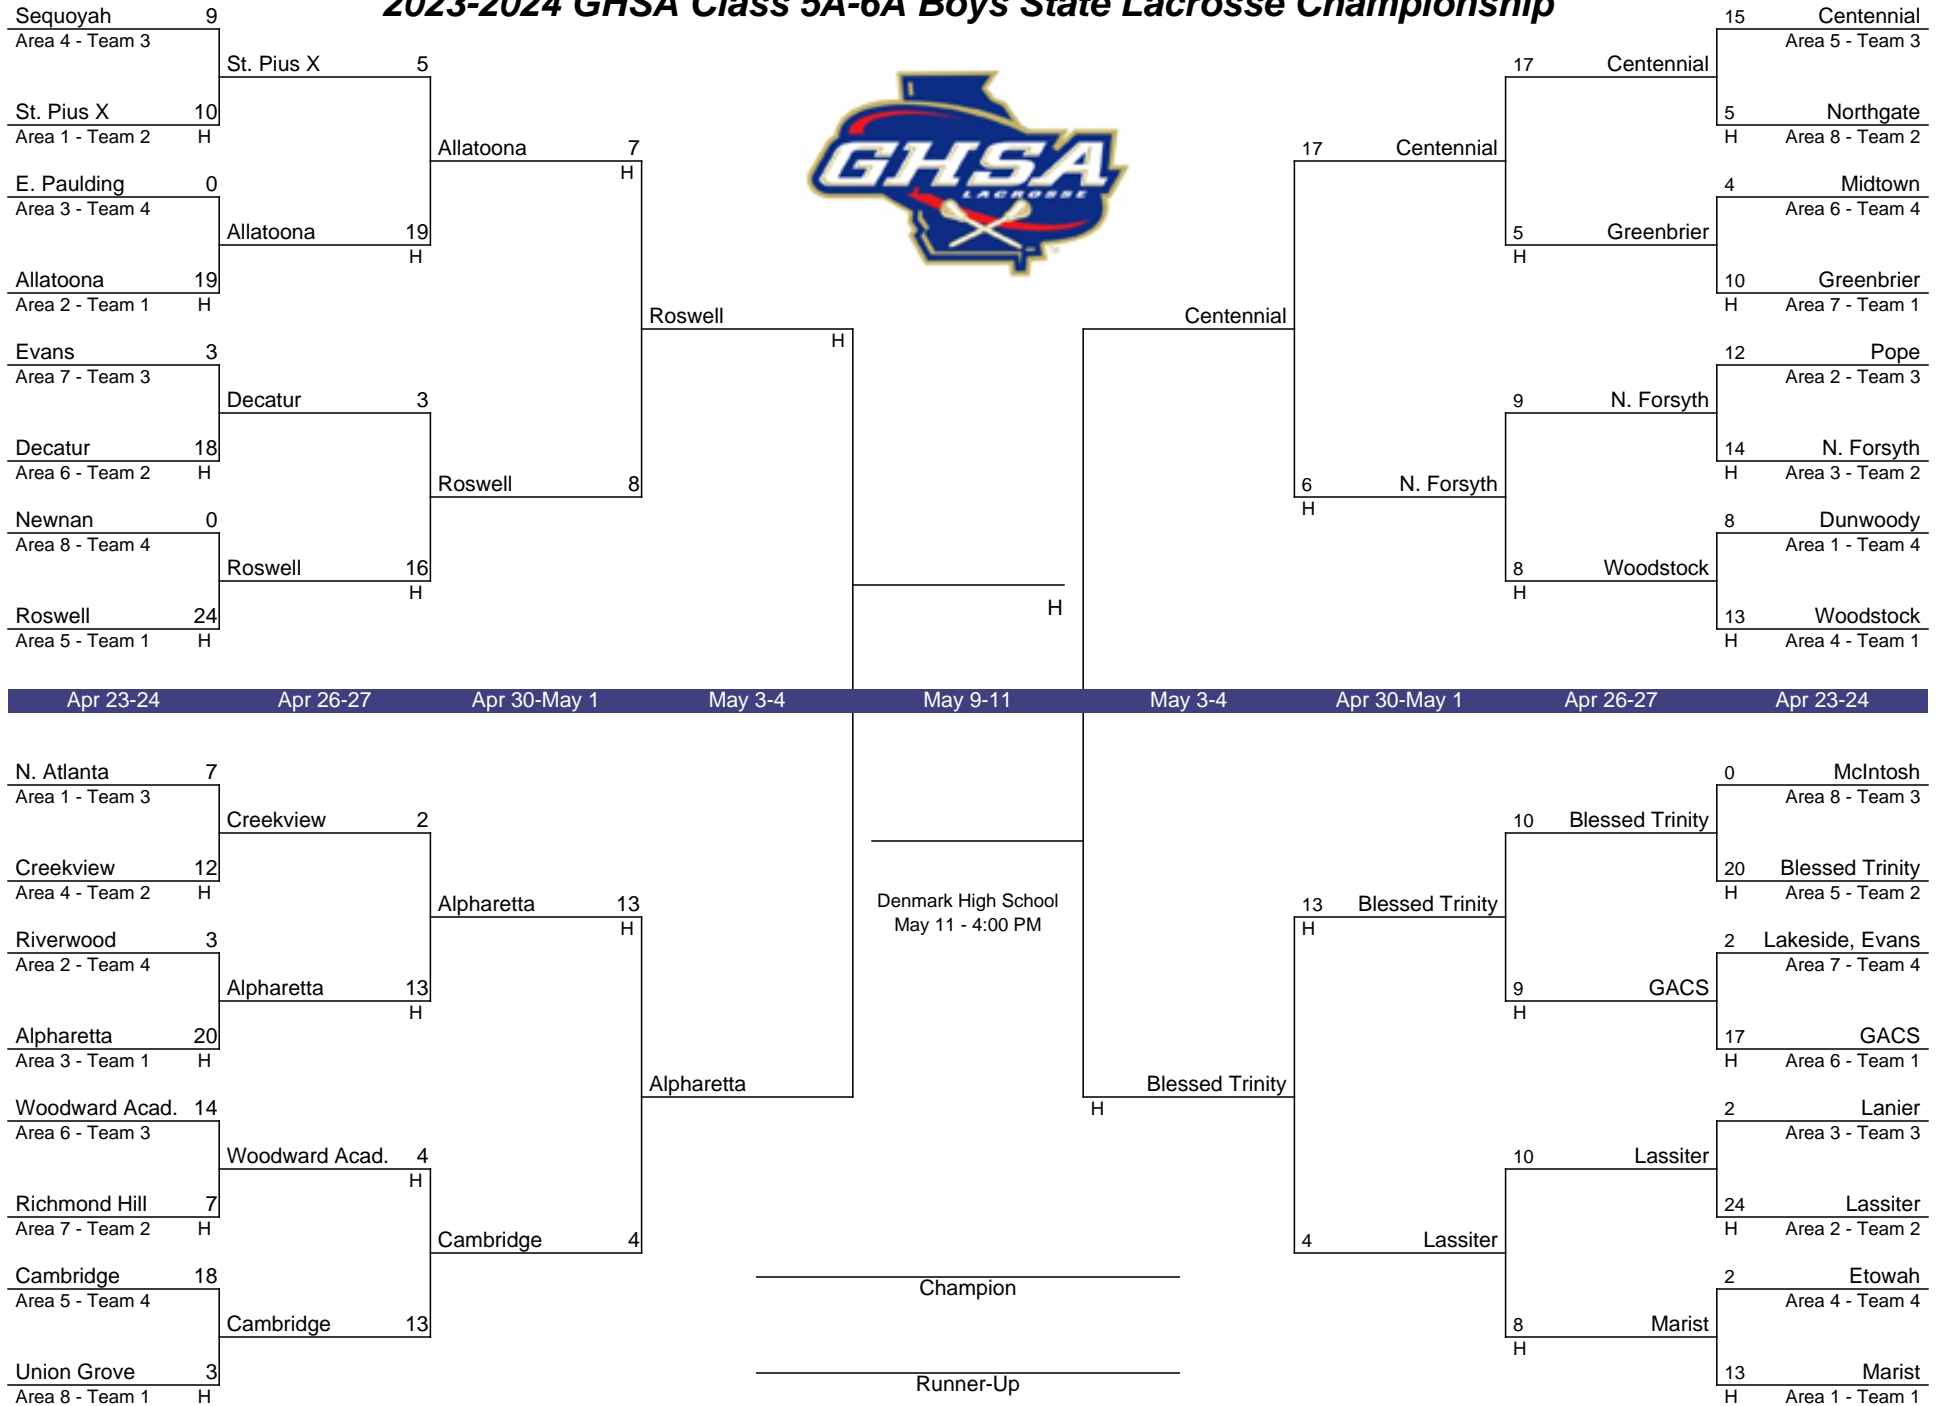 2023-2024 GHSA Class 5A-6A Boys State Lacrosse Championship
Sequoyah 9
Area 4 - Team 3
St. Pius X 5
St. Pius X 10
Area 1 - Team 2 H
Allatoona 7
H
E. Paulding 0
Area 3 - Team 4
Allatoona 19
H
Allatoona 19
Area 2 - Team 1 H
Roswell
H
Evans 3
Area 7 - Team 3
Decatur 3
Decatur 18
Area 6 - Team 2 H
Roswell 8
Newnan 0
Area 8 - Team 4
Roswell 16
H
Roswell 24
Area 5 - Team 1 H
GHSA
LACROSSE
H
15 Centennial
Area 5 - Team 3
17 Centennial
5 Northgate
H Area 8 - Team 2
17 Centennial
4 Midtown
Area 6 - Team 4
5 Greenbrier
H
10 Greenbrier
H Area 7 - Team 1
Centennial
12 Pope
Area 2 - Team 3
9 N. Forsyth
14 N. Forsyth
H Area 3 - Team 2
6 N. Forsyth
H
8 Dunwoody
Area 1 - Team 4
8 Woodstock
H
13 Woodstock
H Area 4 - Team 1
Apr 23-24 Apr 26-27 Apr 30-May 1 May 3-4 May 9-11 May 3-4 Apr 30-May 1 Apr 26-27 Apr 23-24
N. Atlanta 7
Area 1 - Team 3
Creekview 2
Creekview 12
Area 4 - Team 2 H
Alpharetta 13
H
Riverwood 3
Area 2 - Team 4
Alpharetta 13
H
Alpharetta 20
Area 3 - Team 1 H
Alpharetta
Woodward Acad. 14
Area 6 - Team 3
Woodward Acad. 4
H
Richmond Hill 7
Area 7 - Team 2 H
Cambridge 4
Cambridge 18
Area 5 - Team 4
Cambridge 13
Union Grove 3
Area 8 - Team 1 H
Denmark High School
May 11 - 4:00 PM
Champion
Runner-Up
0 McIntosh
Area 8 - Team 3
10 Blessed Trinity
20 Blessed Trinity
H Area 5 - Team 2
13 Blessed Trinity
H
2 Lakeside, Evans
Area 7 - Team 4
9 GACS
H
17 GACS
H Area 6 - Team 1
Blessed Trinity
H
2 Lanier
Area 3 - Team 3
10 Lassiter
24 Lassiter
H Area 2 - Team 2
4 Lassiter
2 Etowah
Area 4 - Team 4
8 Marist
H
13 Marist
H Area 1 - Team 1